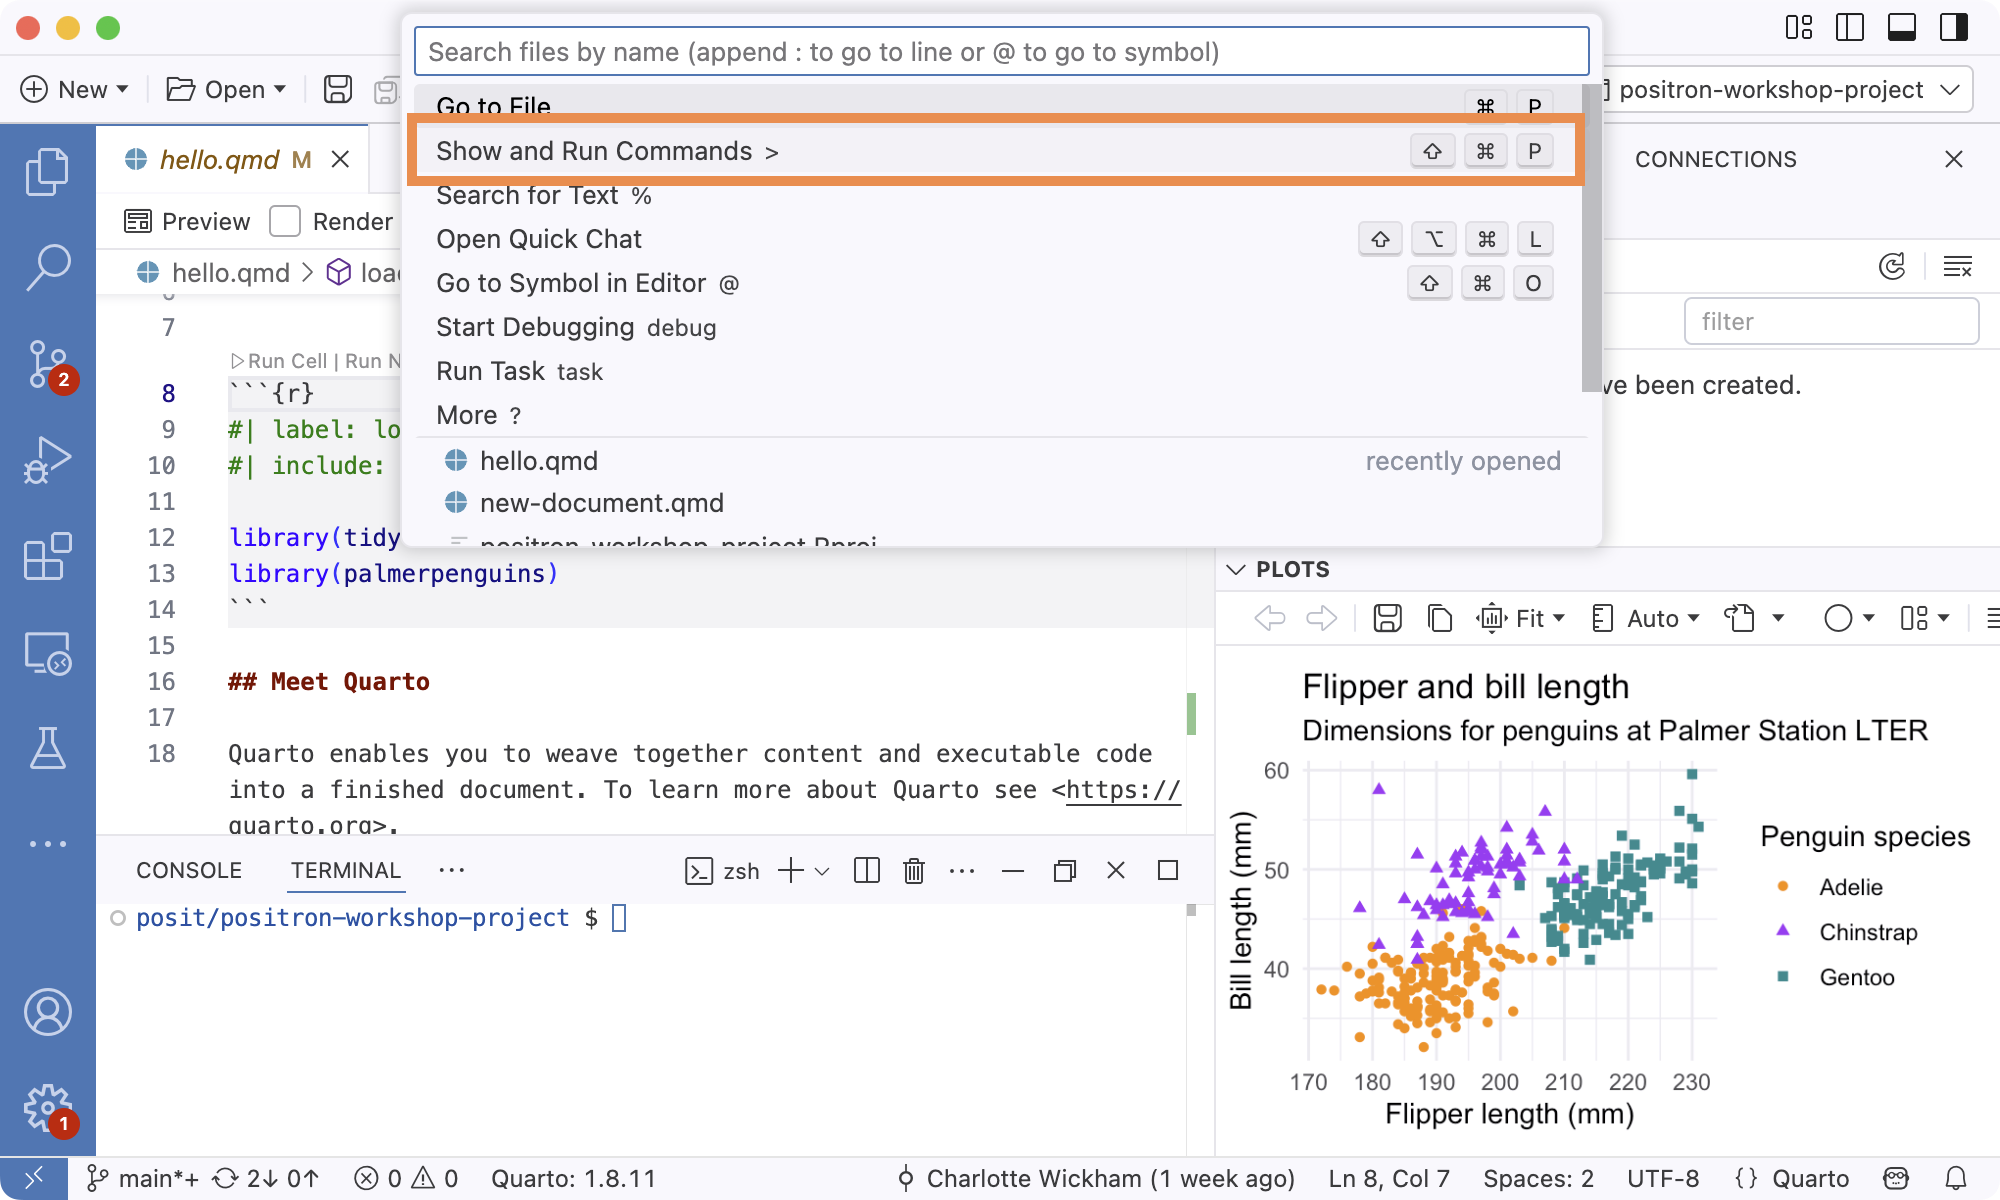 Search files by name (append : to go to line or @ to go to symbol)
New
Open
positron-workshop-project
Go to File ⌘ P
Show and Run Commands > ⇧ ⌘ P
Search for Text %
Open Quick Chat ⇧ ⌥ ⌘ L
Go to Symbol in Editor @ ⇧ ⌘ O
Start Debugging debug
Run Task task
More ?
hello.qmd recently opened
new-document.qmd
positron-workshop-project.Rproj
hello.qmd M
Preview Render
hello.qmd
7
Run Cell | Run
8 ```{r}
9 #| label:
10 #| include:
11
12 library(tidy
13 library(palmerpenguins)
14 ```
15
16 ## Meet Quarto
17
18 Quarto enables you to weave together content and executable code
into a finished document. To learn more about Quarto see <https://
quarto.org>.
2
1
CONSOLE TERMINAL ···
zsh
posit/positron-workshop-project $
CONNECTIONS
filter
been created.
PLOTS
Fit
Auto
Flipper and bill length
Dimensions for penguins at Palmer Station LTER
60
50
40
Bill length (mm)
170 180 190 200 210 220 230
Flipper length (mm)
Penguin species
Adelie
Chinstrap
Gentoo
main*+ 2↓ 0↑ 0 0 Quarto: 1.8.11 Charlotte Wickham (1 week ago) Ln 8, Col 7 Spaces: 2 UTF-8 {} Quarto